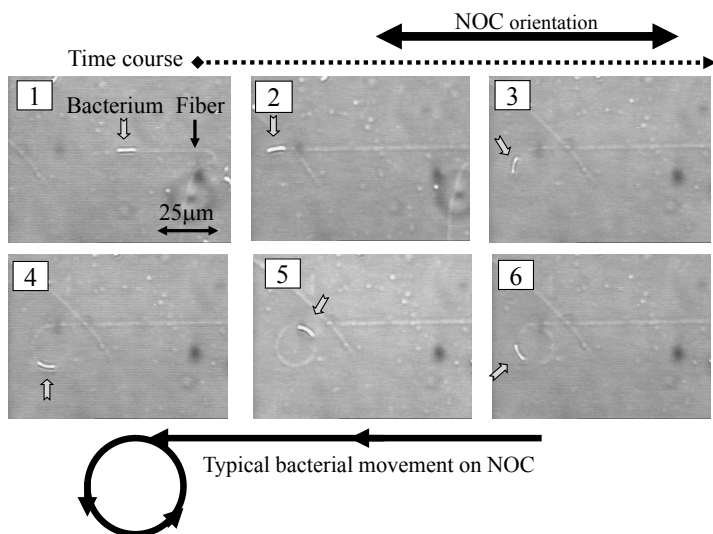 NOC orientation
Time course
1
2
3
Bacterium
Fiber
25μm
4
5
6
Typical bacterial movement on NOC